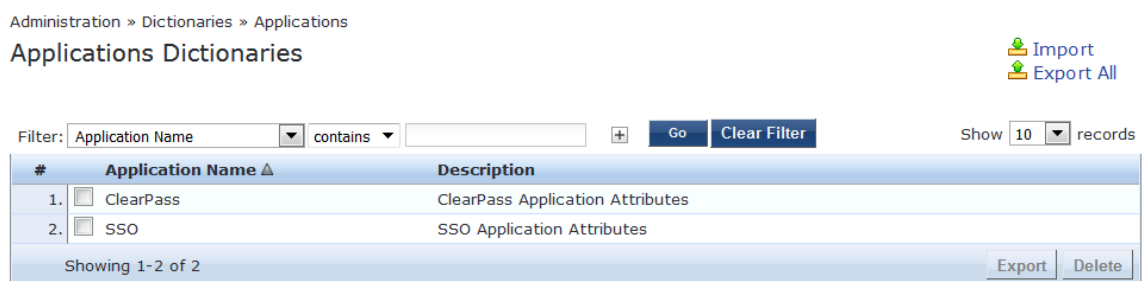 Administration » Dictionaries » Applications
Applications Dictionaries
Import
Export All
Filter: Application Name contains + Go Clear Filter Show 10 records
# Application Name Description
1. ClearPass ClearPass Application Attributes
2. SSO SSO Application Attributes
Showing 1-2 of 2 Export Delete